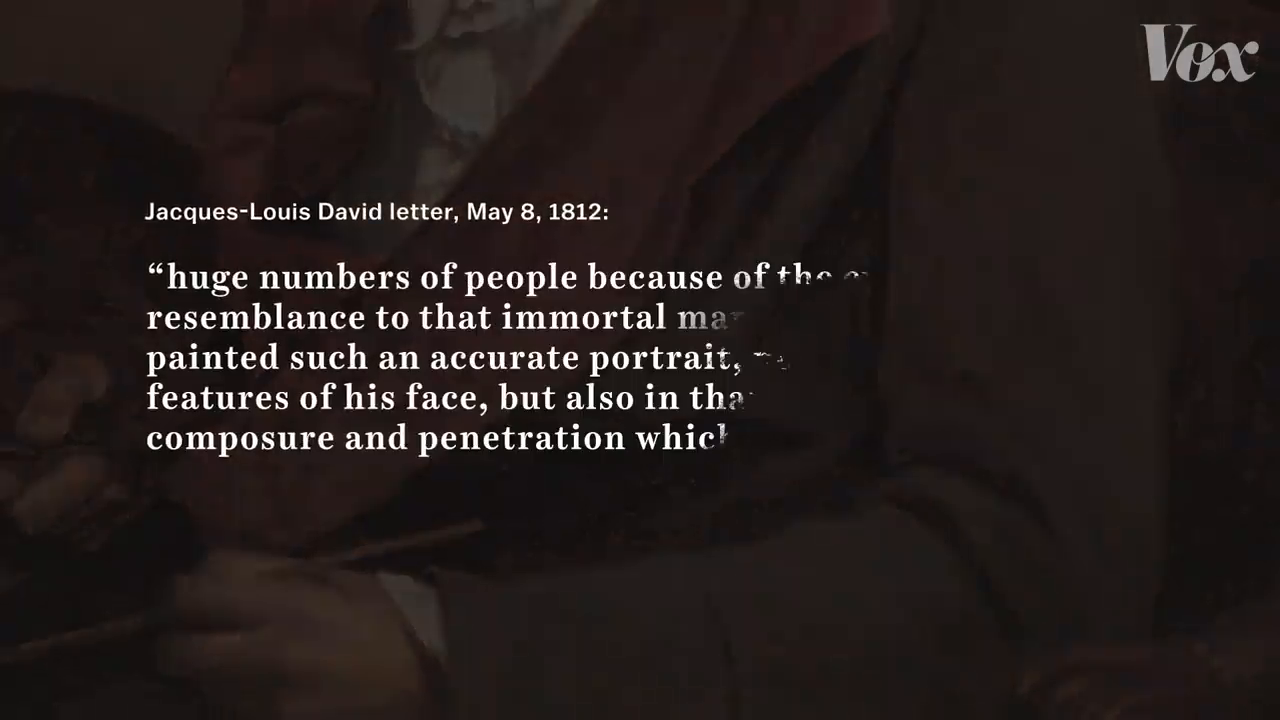 Vox
Jacques-Louis David letter, May 8, 1812:
“huge numbers of people because of the
resemblance to that immortal
painted such an accurate portrait,
features of his face, but also in
composure and penetration